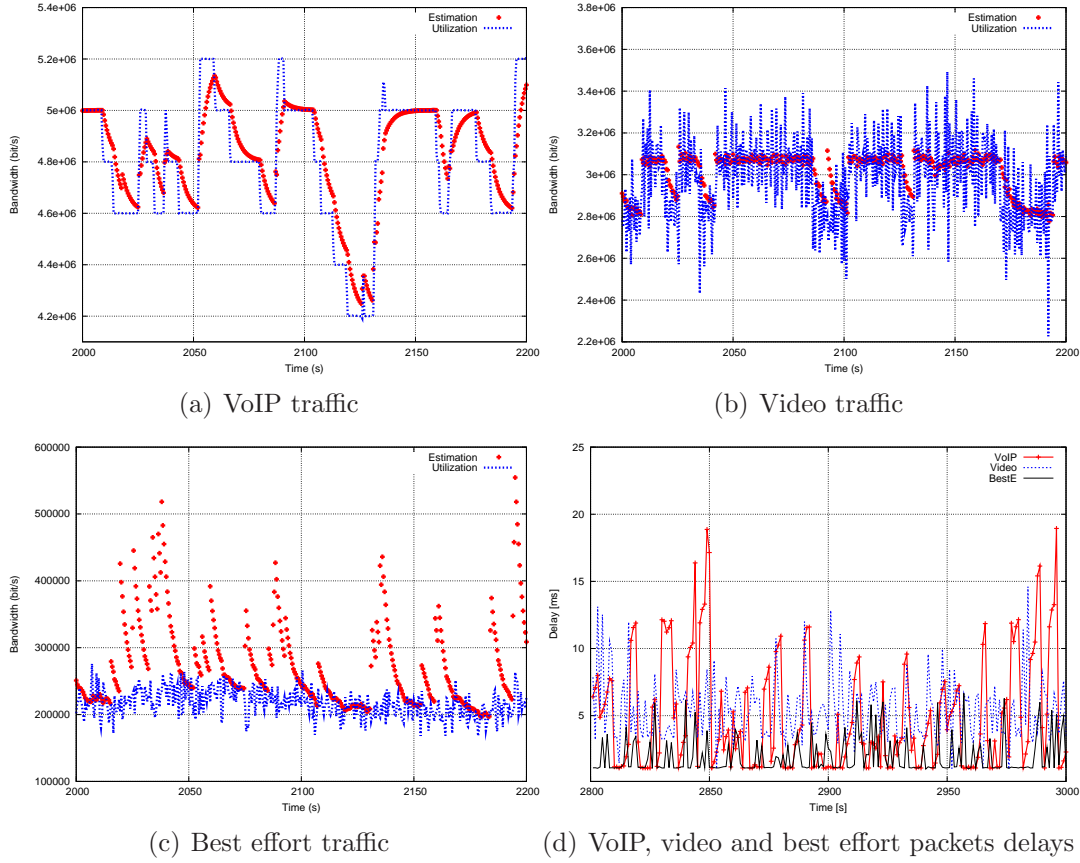 5.4e+06
5.2e+06
5e+06
4.8e+06
4.6e+06
4.4e+06
4.2e+06
2000 2050 2100 2150 2200
Bandwidth (bit/s)
Time (s)
Estimation
Utilization
(a) VoIP traffic
3.8e+06
3.6e+06
3.4e+06
3.2e+06
3e+06
2.8e+06
2.6e+06
2.4e+06
2.2e+06
2000 2050 2100 2150 2200
Bandwidth (bit/s)
Time (s)
Estimation
Utilization
(b) Video traffic
600000
500000
400000
300000
200000
100000
2000 2050 2100 2150 2200
Bandwidth (bit/s)
Time (s)
Estimation
Utilization
(c) Best effort traffic
25
20
15
10
5
2800 2850 2900 2950 3000
Delay [ms]
Time [s]
VoIP
Video
BestE
(d) VoIP, video and best effort packets delays